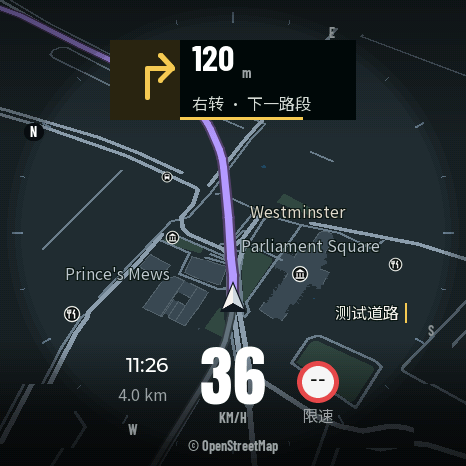 E
120 m
右转 · 下一路段
N
Westminster
Parliament Square
Prince's Mews
测试道路
S
11:26
36
--
4.0 km
KM/H
限速
W
© OpenStreetMap